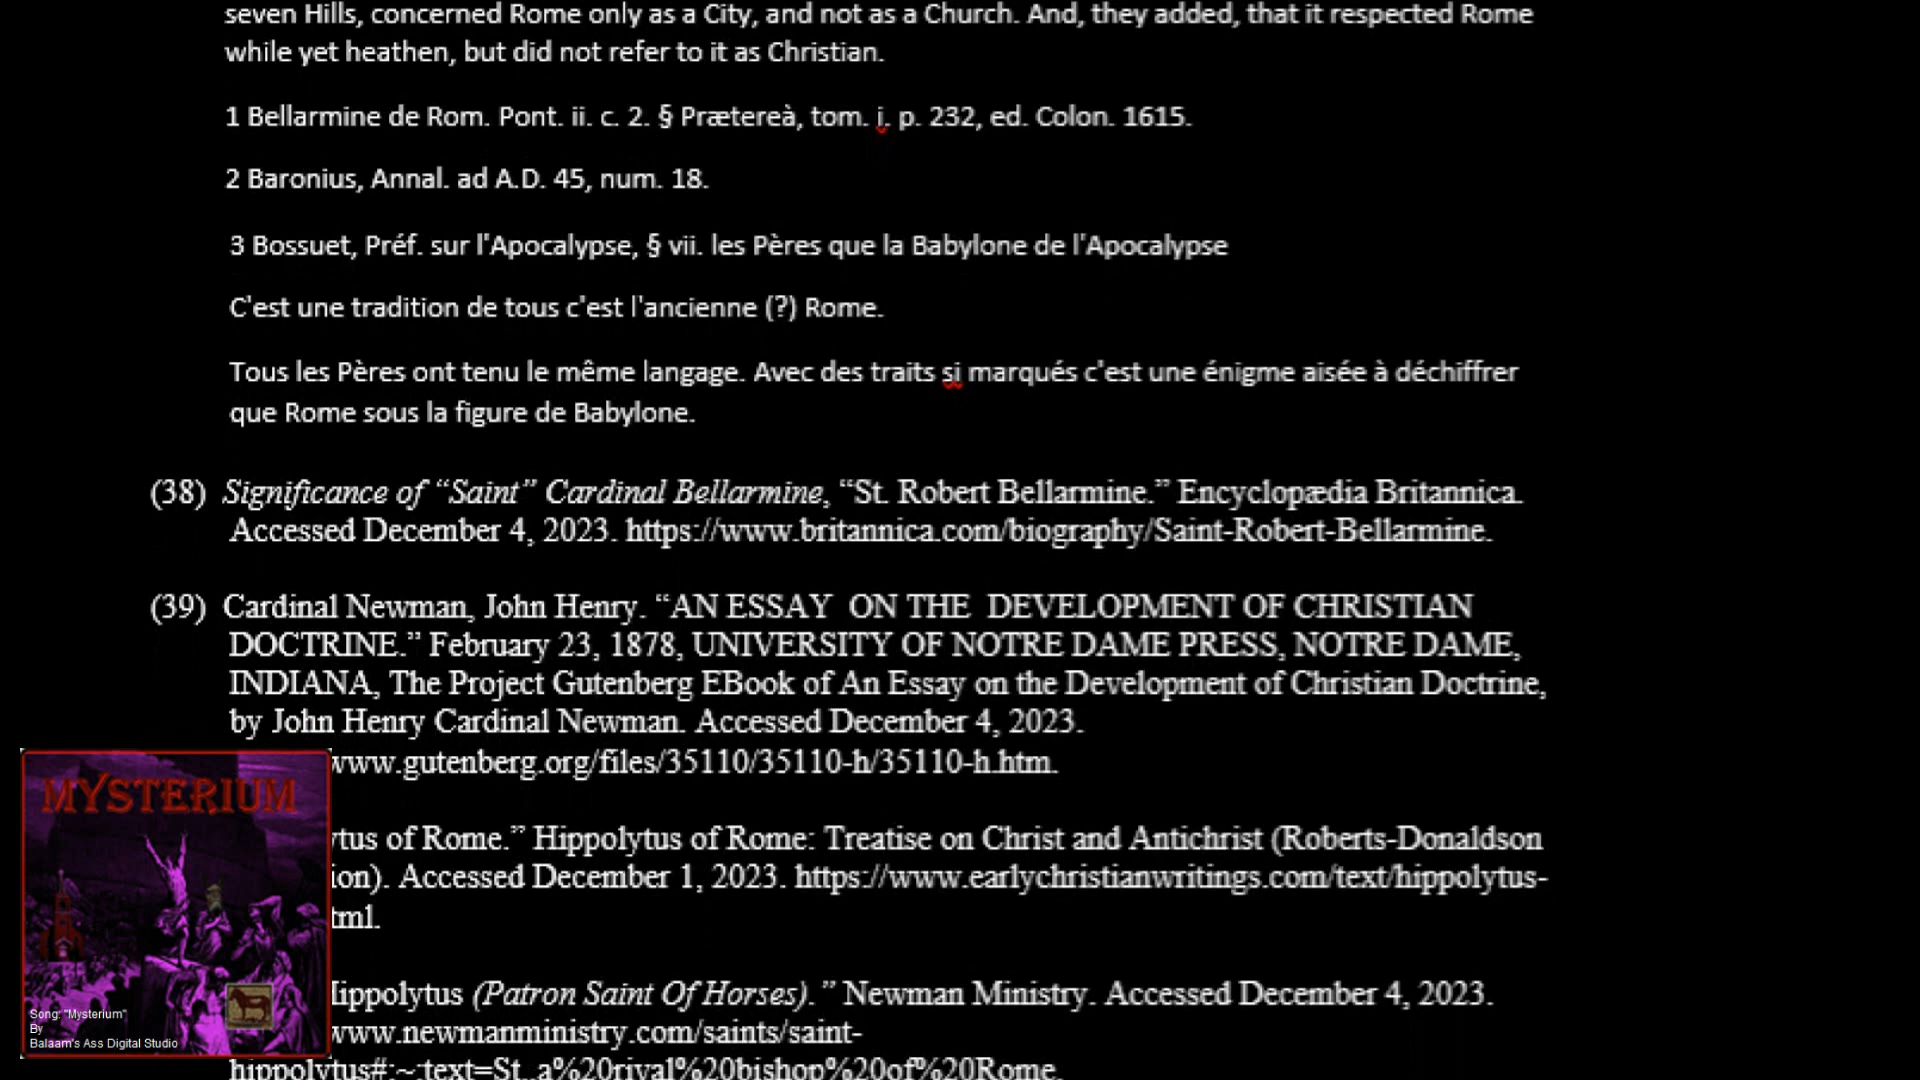 seven Hills, concerned Rome only as a City, and not as a Church. And, they added, that it respected Rome
while yet heathen, but did not refer to it as Christian.
1 Bellarmine de Rom. Pont. ii. c. 2. § Prætereà, tom. i. p. 232, ed. Colon. 1615.
2 Baronius, Annal. ad A.D. 45, num. 18.
3 Bossuet, Préf. sur l'Apocalypse, § vii. les Pères que la Babylone de l'Apocalypse
C'est une tradition de tous c'est l'ancienne (?) Rome.
Tous les Pères ont tenu le même langage. Avec des traits si marqués c'est une énigme aisée à déchiffrer
que Rome sous la figure de Babylone.
(38) Significance of “Saint” Cardinal Bellarmine, “St. Robert Bellarmine.” Encyclopædia Britannica.
Accessed December 4, 2023. https://www.britannica.com/biography/Saint-Robert-Bellarmine.
(39) Cardinal Newman, John Henry. “AN ESSAY ON THE DEVELOPMENT OF CHRISTIAN
DOCTRINE.” February 23, 1878, UNIVERSITY OF NOTRE DAME PRESS, NOTRE DAME,
INDIANA, The Project Gutenberg EBook of An Essay on the Development of Christian Doctrine,
by John Henry Cardinal Newman. Accessed December 4, 2023.
www.gutenberg.org/files/35110/35110-h/35110-h.htm.
ytus of Rome.” Hippolytus of Rome: Treatise on Christ and Antichrist (Roberts-Donaldson
ion). Accessed December 1, 2023. https://www.earlychristianwritings.com/text/hippolytus-
tml.
Hippolytus (Patron Saint Of Horses).” Newman Ministry. Accessed December 4, 2023.
www.newmanministry.com/saints/saint-
hippolytus#:~:text=St.,a%20rival%20bishop%20of%20Rome.
MYSTERIUM
Song: "Mysterium"
By
Balaam's Ass Digital Studio